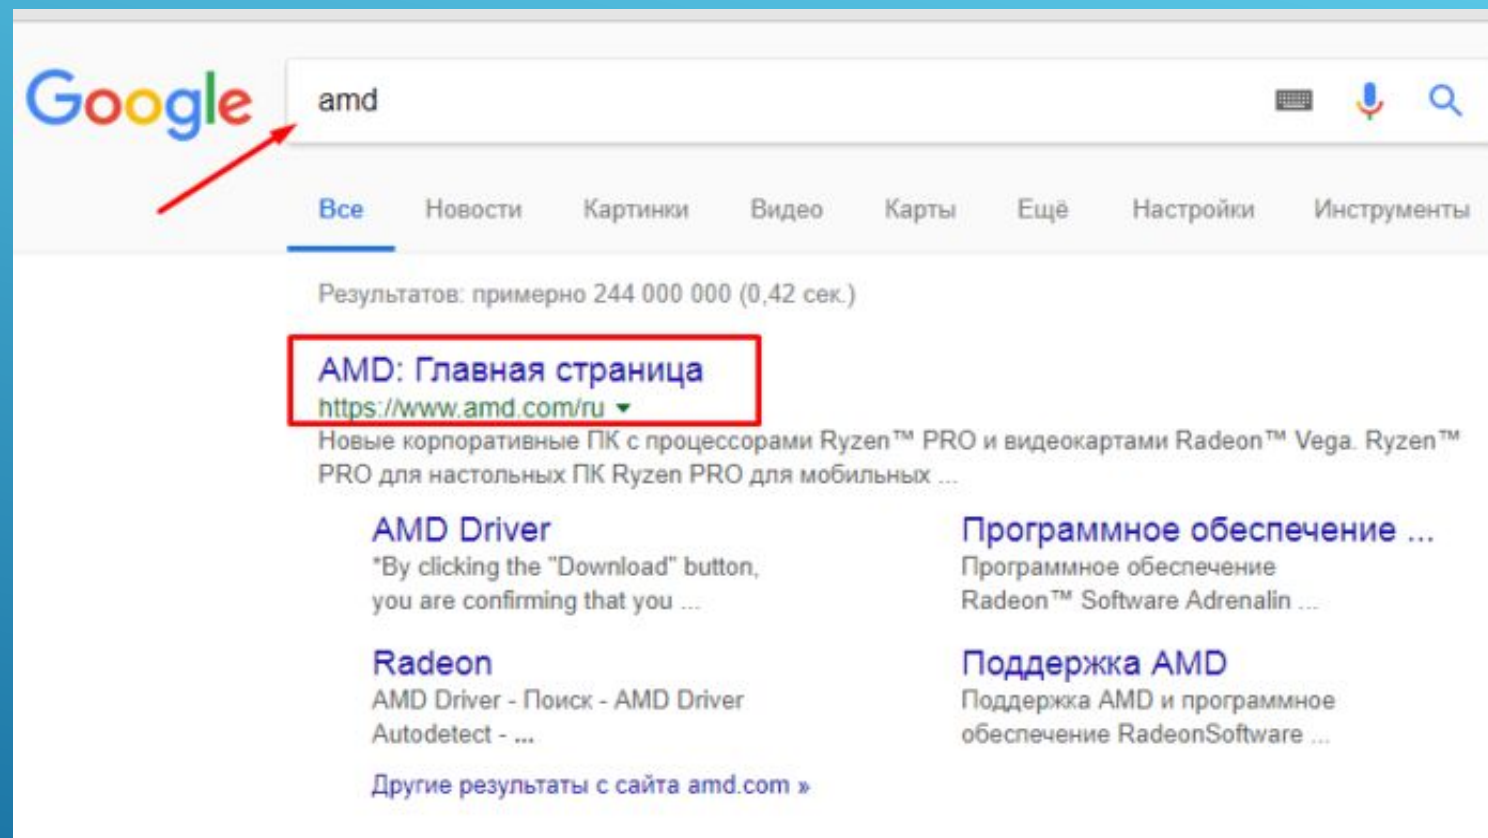 Google
amd
Все Новости Картинки Видео Карты Ещё Настройки Инструменты
Результатов: примерно 244 000 000 (0,42 сек.)
AMD: Главная страница
https://www.amd.com/ru
Новые корпоративные ПК с процессорами Ryzen™ PRO и видеокартами Radeon™ Vega. Ryzen™
PRO для настольных ПК Ryzen PRO для мобильных ...
AMD Driver
*By clicking the "Download" button,
you are confirming that you ...
Программное обеспечение ...
Программное обеспечение
Radeon™ Software Adrenalin ...
Radeon
AMD Driver - Поиск - AMD Driver
Autodetect - ...
Поддержка AMD
Поддержка AMD и программное
обеспечение RadeonSoftware ...
Другие результаты с сайта amd.com »